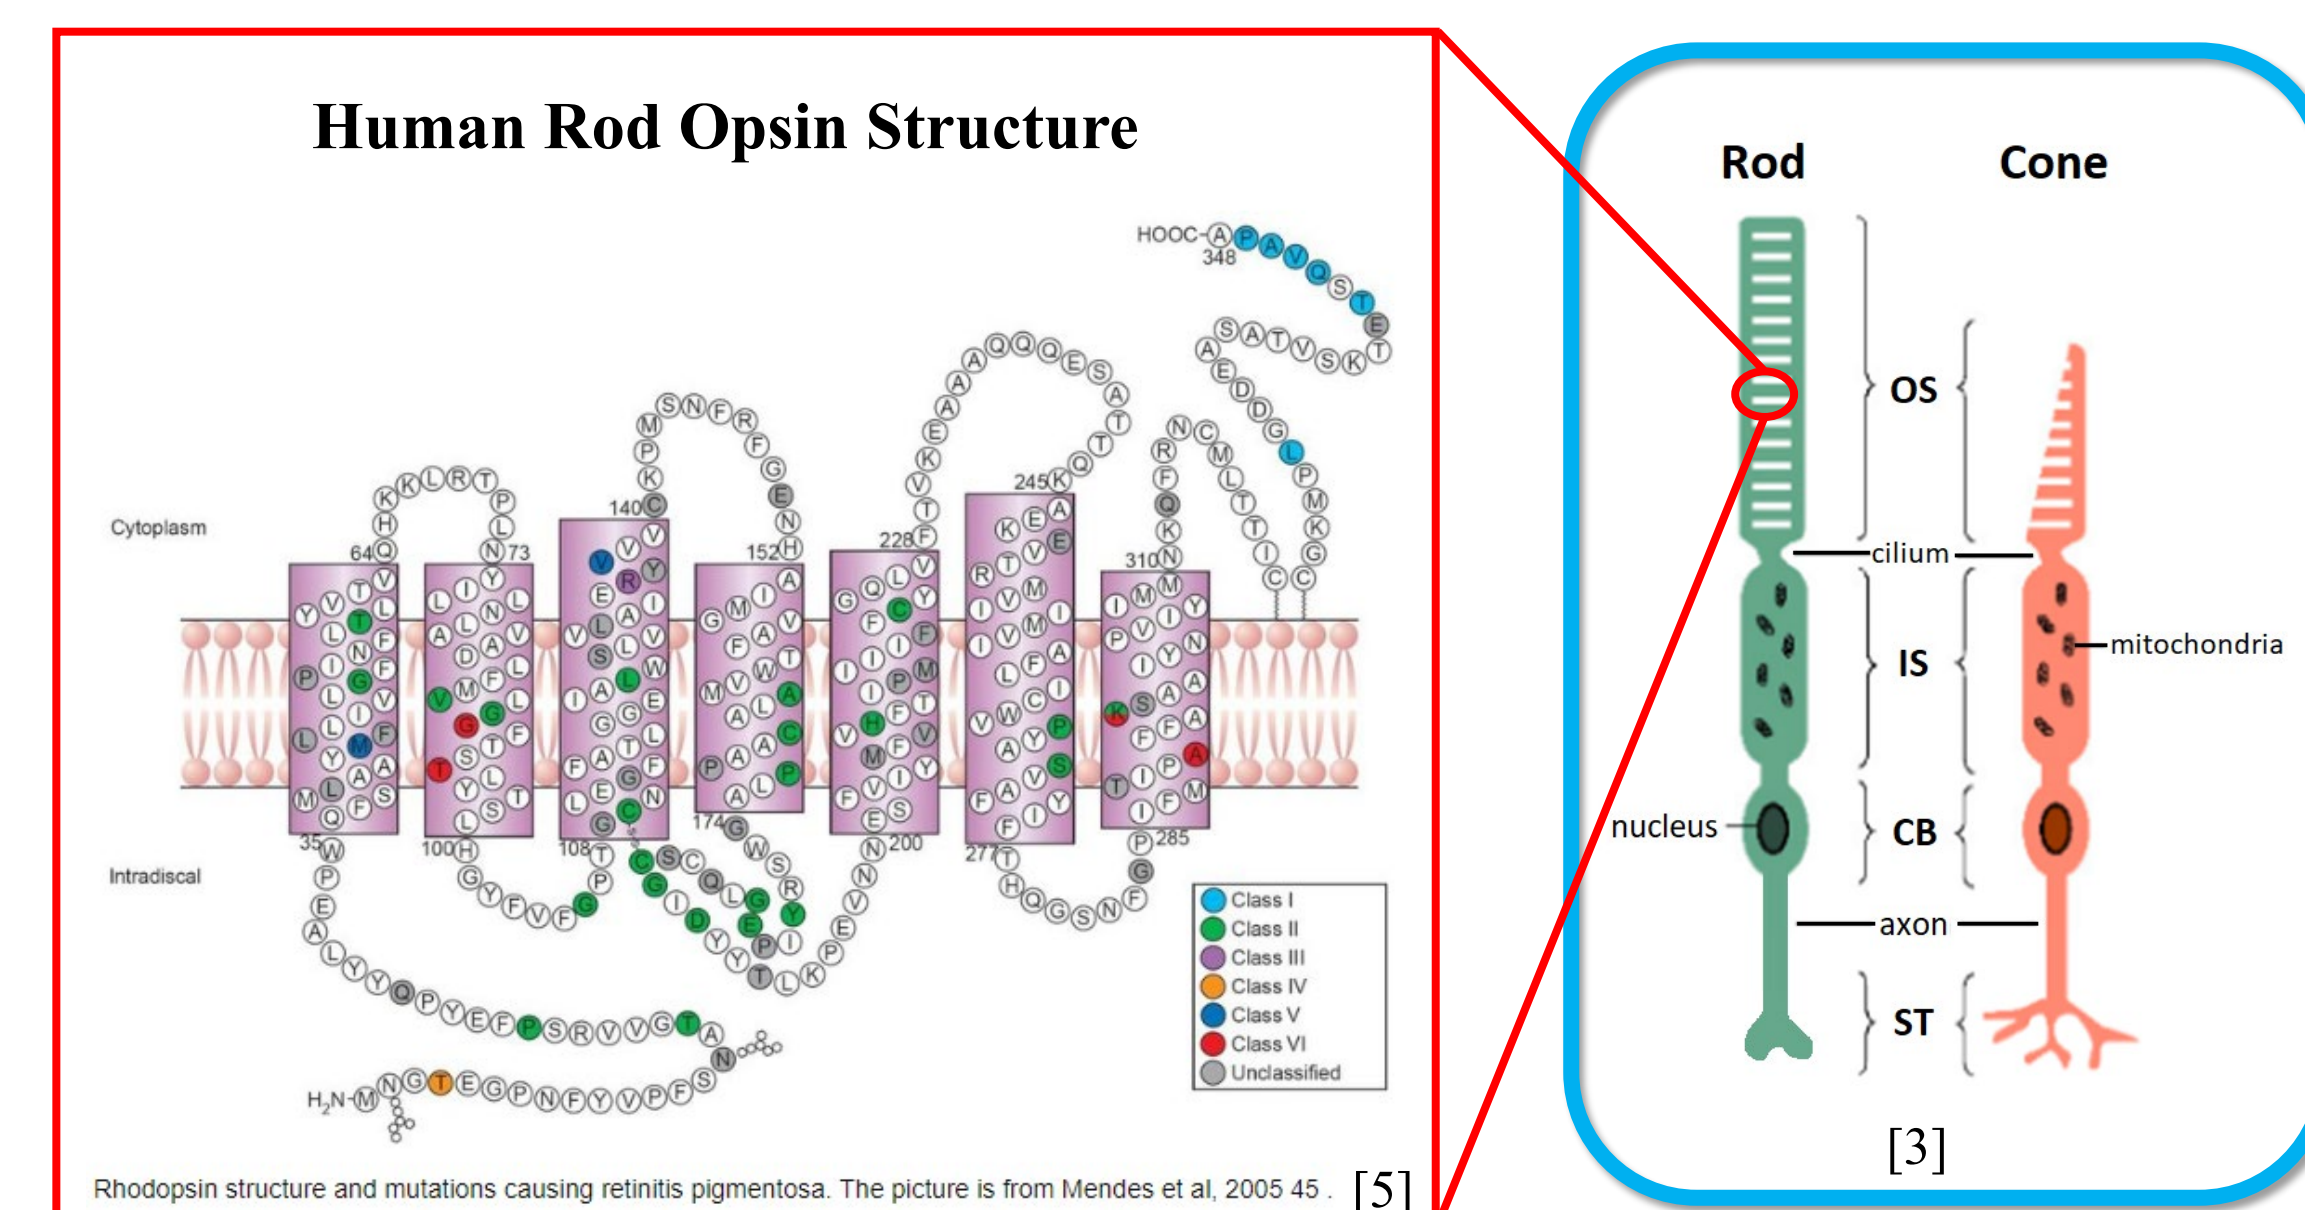 Human Rod Opsin Structure
HOOC-A P A V Q S T E T K S V T A S A E D D G L P M K G C
348
C I T T L M C N R F Q K N
310
Q Q Q E S A T T Q K
245
A A A E K V T F
228
S N F R F G E N H
152
M P K C
140
K K L R T P L N
73
H Q
64
Cytoplasm
Intradiscal
35
100
108
174
200
277
285
W P E A L Y Y Q P Y E F P S R V V G T A N
H G Y F V F G P T
C S C Q L G E P I Y R S W G
C G I D Y Y T L K P E V N N
T H Q G S N F G P
H₂N-M N G T E G P N F Y V P F S
Class I
Class II
Class III
Class IV
Class V
Class VI
Unclassified
Rhodopsin structure and mutations causing retinitis pigmentosa. The picture is from Mendes et al, 2005 45 . [5]
Rod Cone
OS
cilium
IS
mitochondria
nucleus
CB
axon
ST
[3]